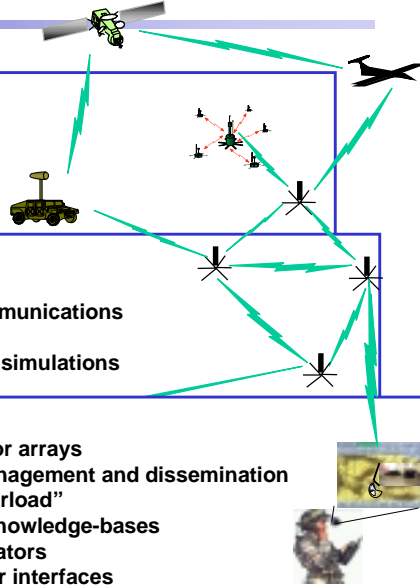 munications
simulations
or arrays
nagement and dissemination
rload”
nowledge-bases
ators
r interfaces